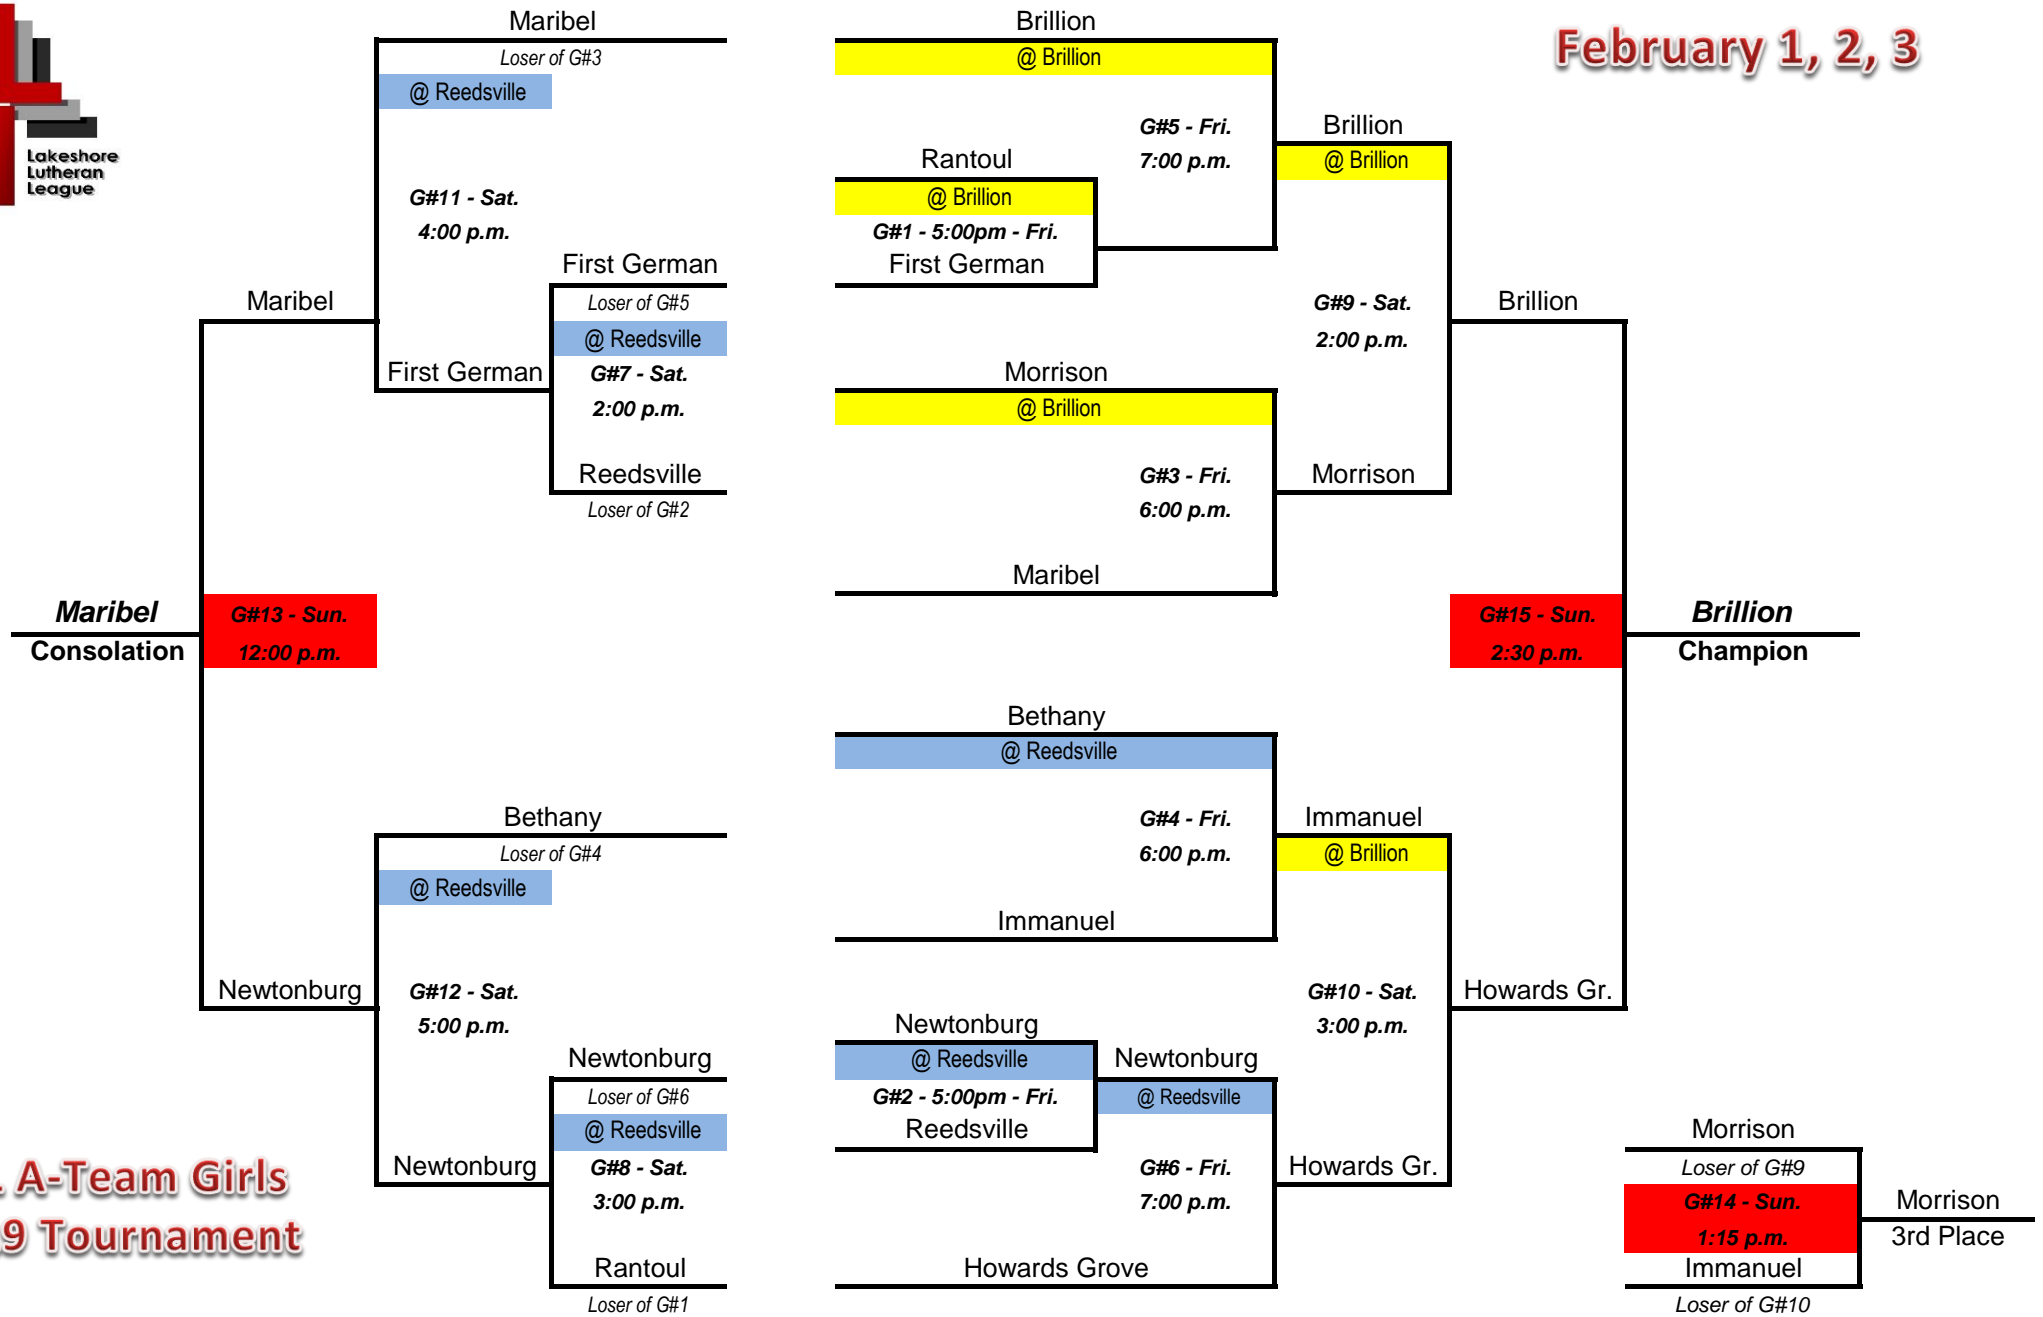 Maribel
Loser of G#3
@ Reedsville
Lakeshore
Lutheran
League
G#11 - Sat.
4:00 p.m.
First German
Loser of G#5
@ Reedsville
Maribel
First German
G#7 - Sat.
2:00 p.m.
Reedsville
Loser of G#2
Maribel
Consolation
G#13 - Sun.
12:00 p.m.
Bethany
Loser of G#4
@ Reedsville
Newtonburg
G#12 - Sat.
5:00 p.m.
Newtonburg
Loser of G#6
@ Reedsville
Newtonburg
G#8 - Sat.
3:00 p.m.
Rantoul
Loser of G#1
A-Team Girls
9 Tournament
Brillion
@ Brillion
G#5 - Fri.
7:00 p.m.
Rantoul
@ Brillion
G#1 - 5:00pm - Fri.
First German
Brillion
@ Brillion
G#9 - Sat.
2:00 p.m.
Morrison
@ Brillion
G#3 - Fri.
6:00 p.m.
Morrison
Maribel
Brillion
G#15 - Sun.
2:30 p.m.
Brillion
Champion
Bethany
@ Reedsville
G#4 - Fri.
6:00 p.m.
Immanuel
@ Brillion
Immanuel
G#10 - Sat.
3:00 p.m.
Howards Gr.
Newtonburg
@ Reedsville
G#2 - 5:00pm - Fri.
Reedsville
Newtonburg
@ Reedsville
G#6 - Fri.
7:00 p.m.
Howards Gr.
Howards Grove
February 1, 2, 3
Morrison
Loser of G#9
G#14 - Sun.
1:15 p.m.
Immanuel
Loser of G#10
Morrison
3rd Place